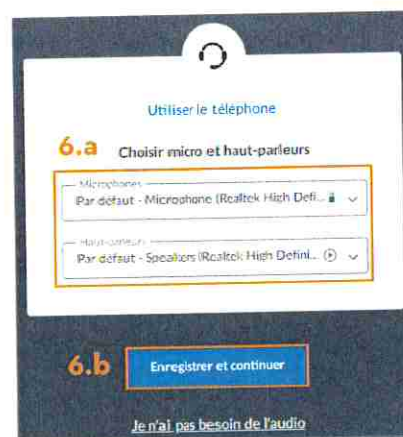 Utiliser le téléphone
6.a Choisir micro et haut-parleurs
Microphones
Par défaut - Microphone (Realtek High Defi...
Haut-parleurs
Par défaut - Speakers (Realtek High Defini...
6.b Enregistrer et continuer
Je n'ai pas besoin de l'audio